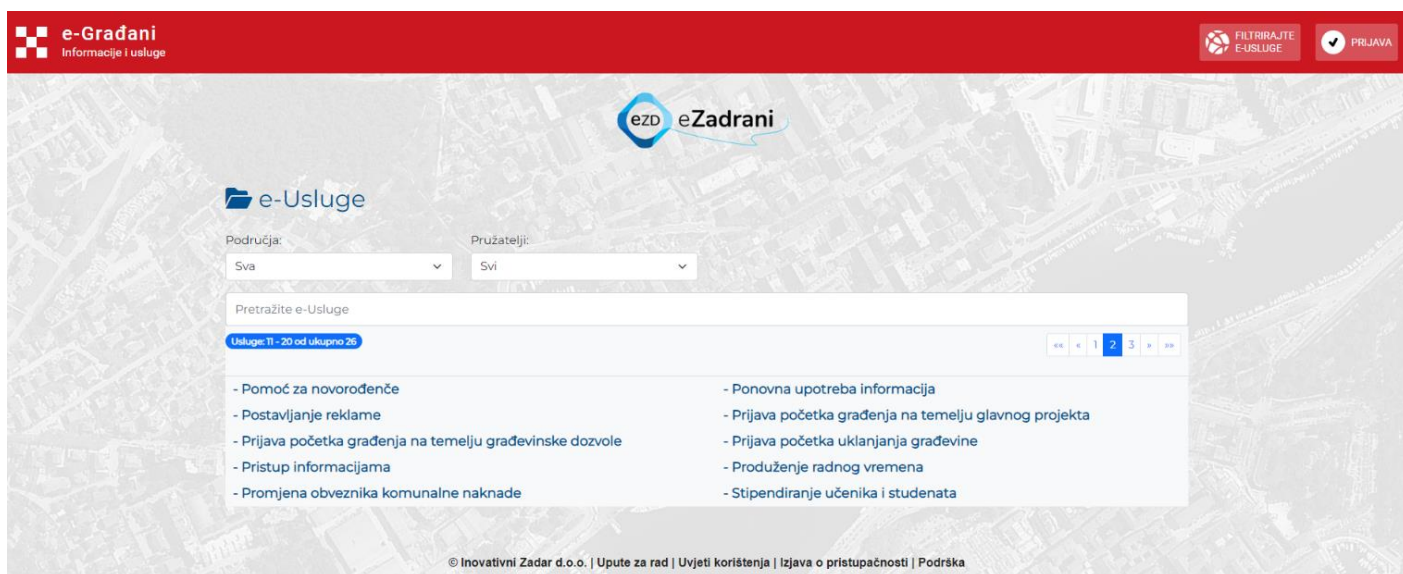 e-Građani
Informacije i usluge
FILTRIRAJTE
E-USLUGE
PRIJAVA
ezd eZadrani
e-Usluge
Područja: Pružatelji:
Sva Svi
Pretražite e-Usluge
Usluge: 11 - 20 od ukupno 26 «« « 1 2 3 » »»
- Pomoć za novorođenče - Ponovna upotreba informacija
- Postavljanje reklame - Prijava početka građenja na temelju glavnog projekta
- Prijava početka građenja na temelju građevinske dozvole - Prijava početka uklanjanja građevine
- Pristup informacijama - Produženje radnog vremena
- Promjena obveznika komunalne naknade - Stipendiranje učenika i studenata
© Inovativni Zadar d.o.o. | Upute za rad | Uvjeti korištenja | Izjava o pristupačnosti | Podrška